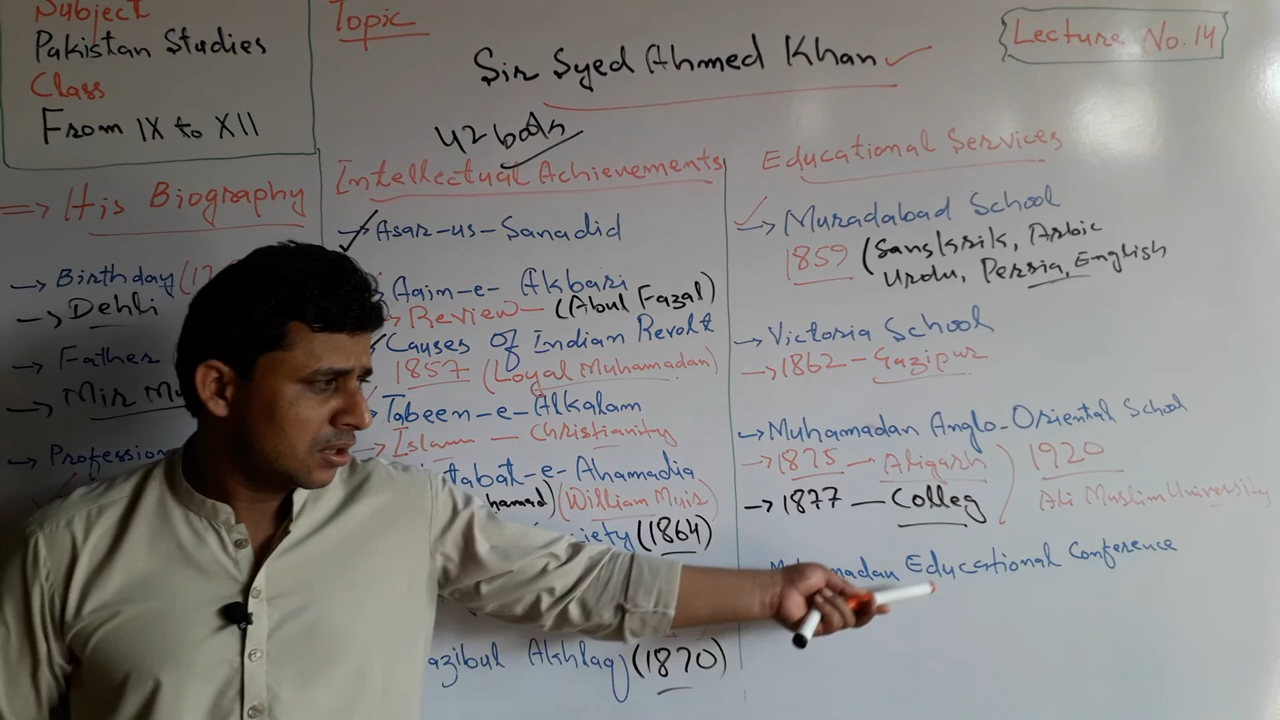 Subject
Pakistan Studies
Class
From IX to XII
Topic
Sir Syed Ahmed Khan
Lecture No.14
42 books
=> His Biography
→ Birthday (17
→ Dehli
→ Father
→ Mir Mu
→ Profession
Intellectual Achievements
→ Asar-us-Sanadid
Aain-e-Akbari
→ Review — (Abul Fazal)
Causes of Indian Revolt
1857 (Loyal Muhamadan)
Tabeen-e-Alkalam
→ Islam — Christianity
tabat-e-Ahamadia
hamad) (William Muir)
iety (1864)
azibul Akhlaq (1870)
Educational Services
→ Muradabad School
1859 (Sanskrik, Arbic
Urdu, Persia, English
→ Victoria School
→ 1862 — Gazipur
→ Muhamadan Anglo-Oriental School
→ 1875 — Aligarh
→ 1877 — Colleg
1920
Ali Muslim University
madan Educational Conference